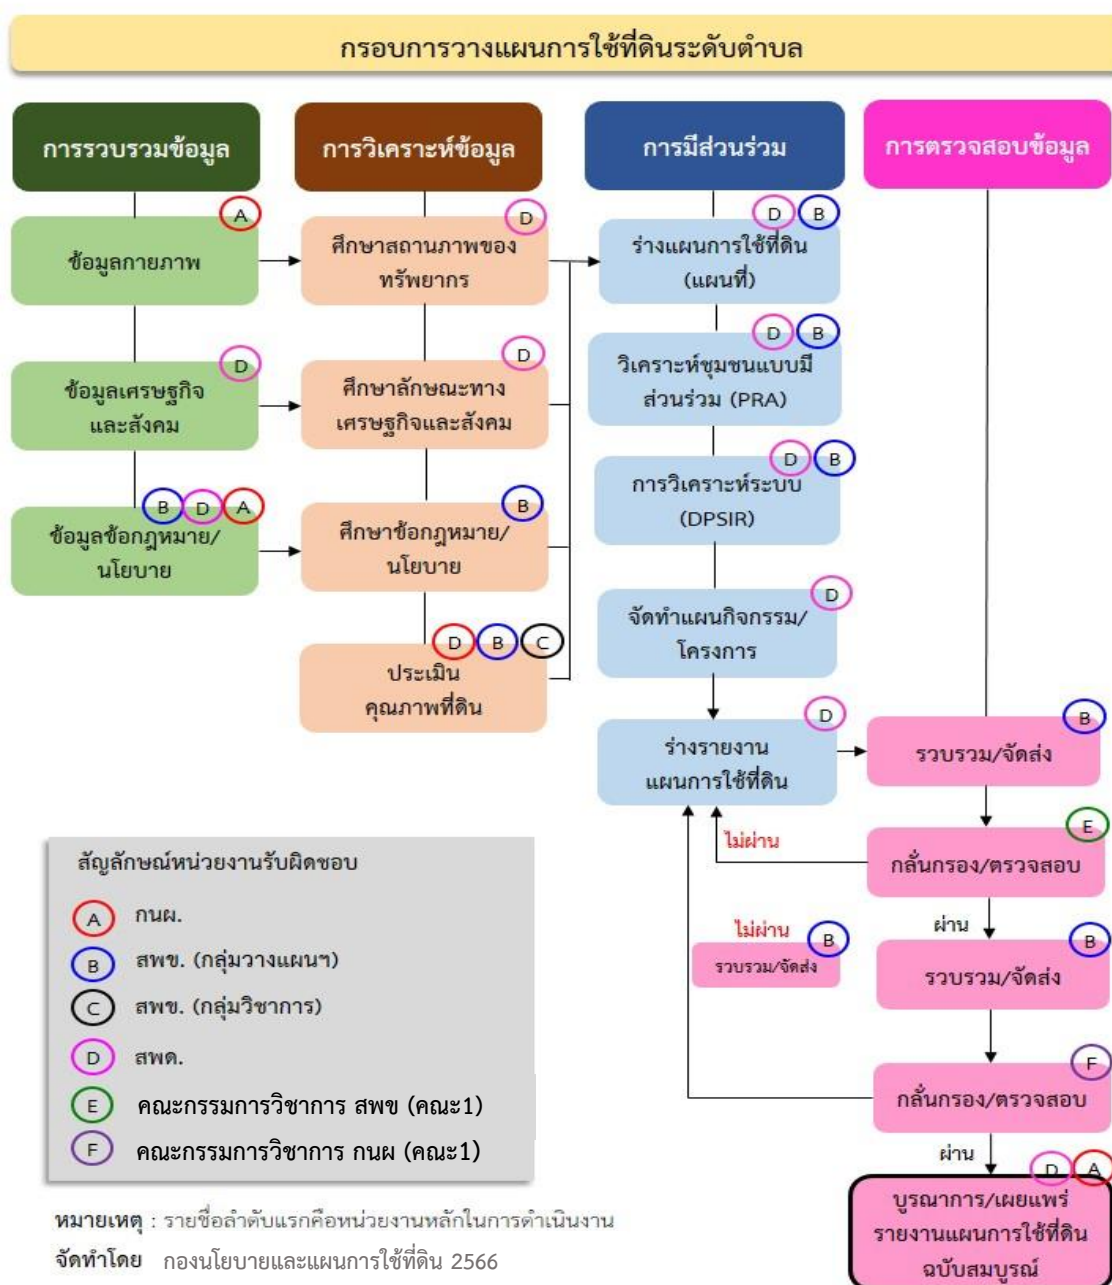 กรอบการวางแผนการใช้ที่ดินระดับตำบล
การรวบรวมข้อมูล
การวิเคราะห์ข้อมูล
การมีส่วนร่วม
การตรวจสอบข้อมูล
A
ข้อมูลกายภาพ
D
ศึกษาสถานภาพของ
ทรัพยากร
D B
ร่างแผนการใช้ที่ดิน
(แผนที่)
D
ข้อมูลเศรษฐกิจ
และสังคม
D
ศึกษาลักษณะทาง
เศรษฐกิจและสังคม
D B
วิเคราะห์ชุมชนแบบมี
ส่วนร่วม (PRA)
B D A
ข้อมูลข้อกฎหมาย/
นโยบาย
B
ศึกษาข้อกฎหมาย/
นโยบาย
D B
การวิเคราะห์ระบบ
(DPSIR)
D B C
ประเมิน
คุณภาพที่ดิน
D
จัดทำแผนกิจกรรม/
โครงการ
D
ร่างรายงาน
แผนการใช้ที่ดิน
B
รวบรวม/จัดส่ง
ไม่ผ่าน
E
กลั่นกรอง/ตรวจสอบ
ผ่าน
ไม่ผ่าน
B
รวบรวม/จัดส่ง
B
รวบรวม/จัดส่ง
F
กลั่นกรอง/ตรวจสอบ
ผ่าน
D A
บูรณาการ/เผยแพร่
รายงานแผนการใช้ที่ดิน
ฉบับสมบูรณ์
สัญลักษณ์หน่วยงานรับผิดชอบ
A กนผ.
B สพข. (กลุ่มวางแผนฯ)
C สพข. (กลุ่มวิชาการ)
D สพด.
E คณะกรรมการวิชาการ สพข (คณะ1)
F คณะกรรมการวิชาการ กนผ (คณะ1)
หมายเหตุ : รายชื่อลำดับแรกคือหน่วยงานหลักในการดำเนินงาน
จัดทำโดย กองนโยบายและแผนการใช้ที่ดิน 2566